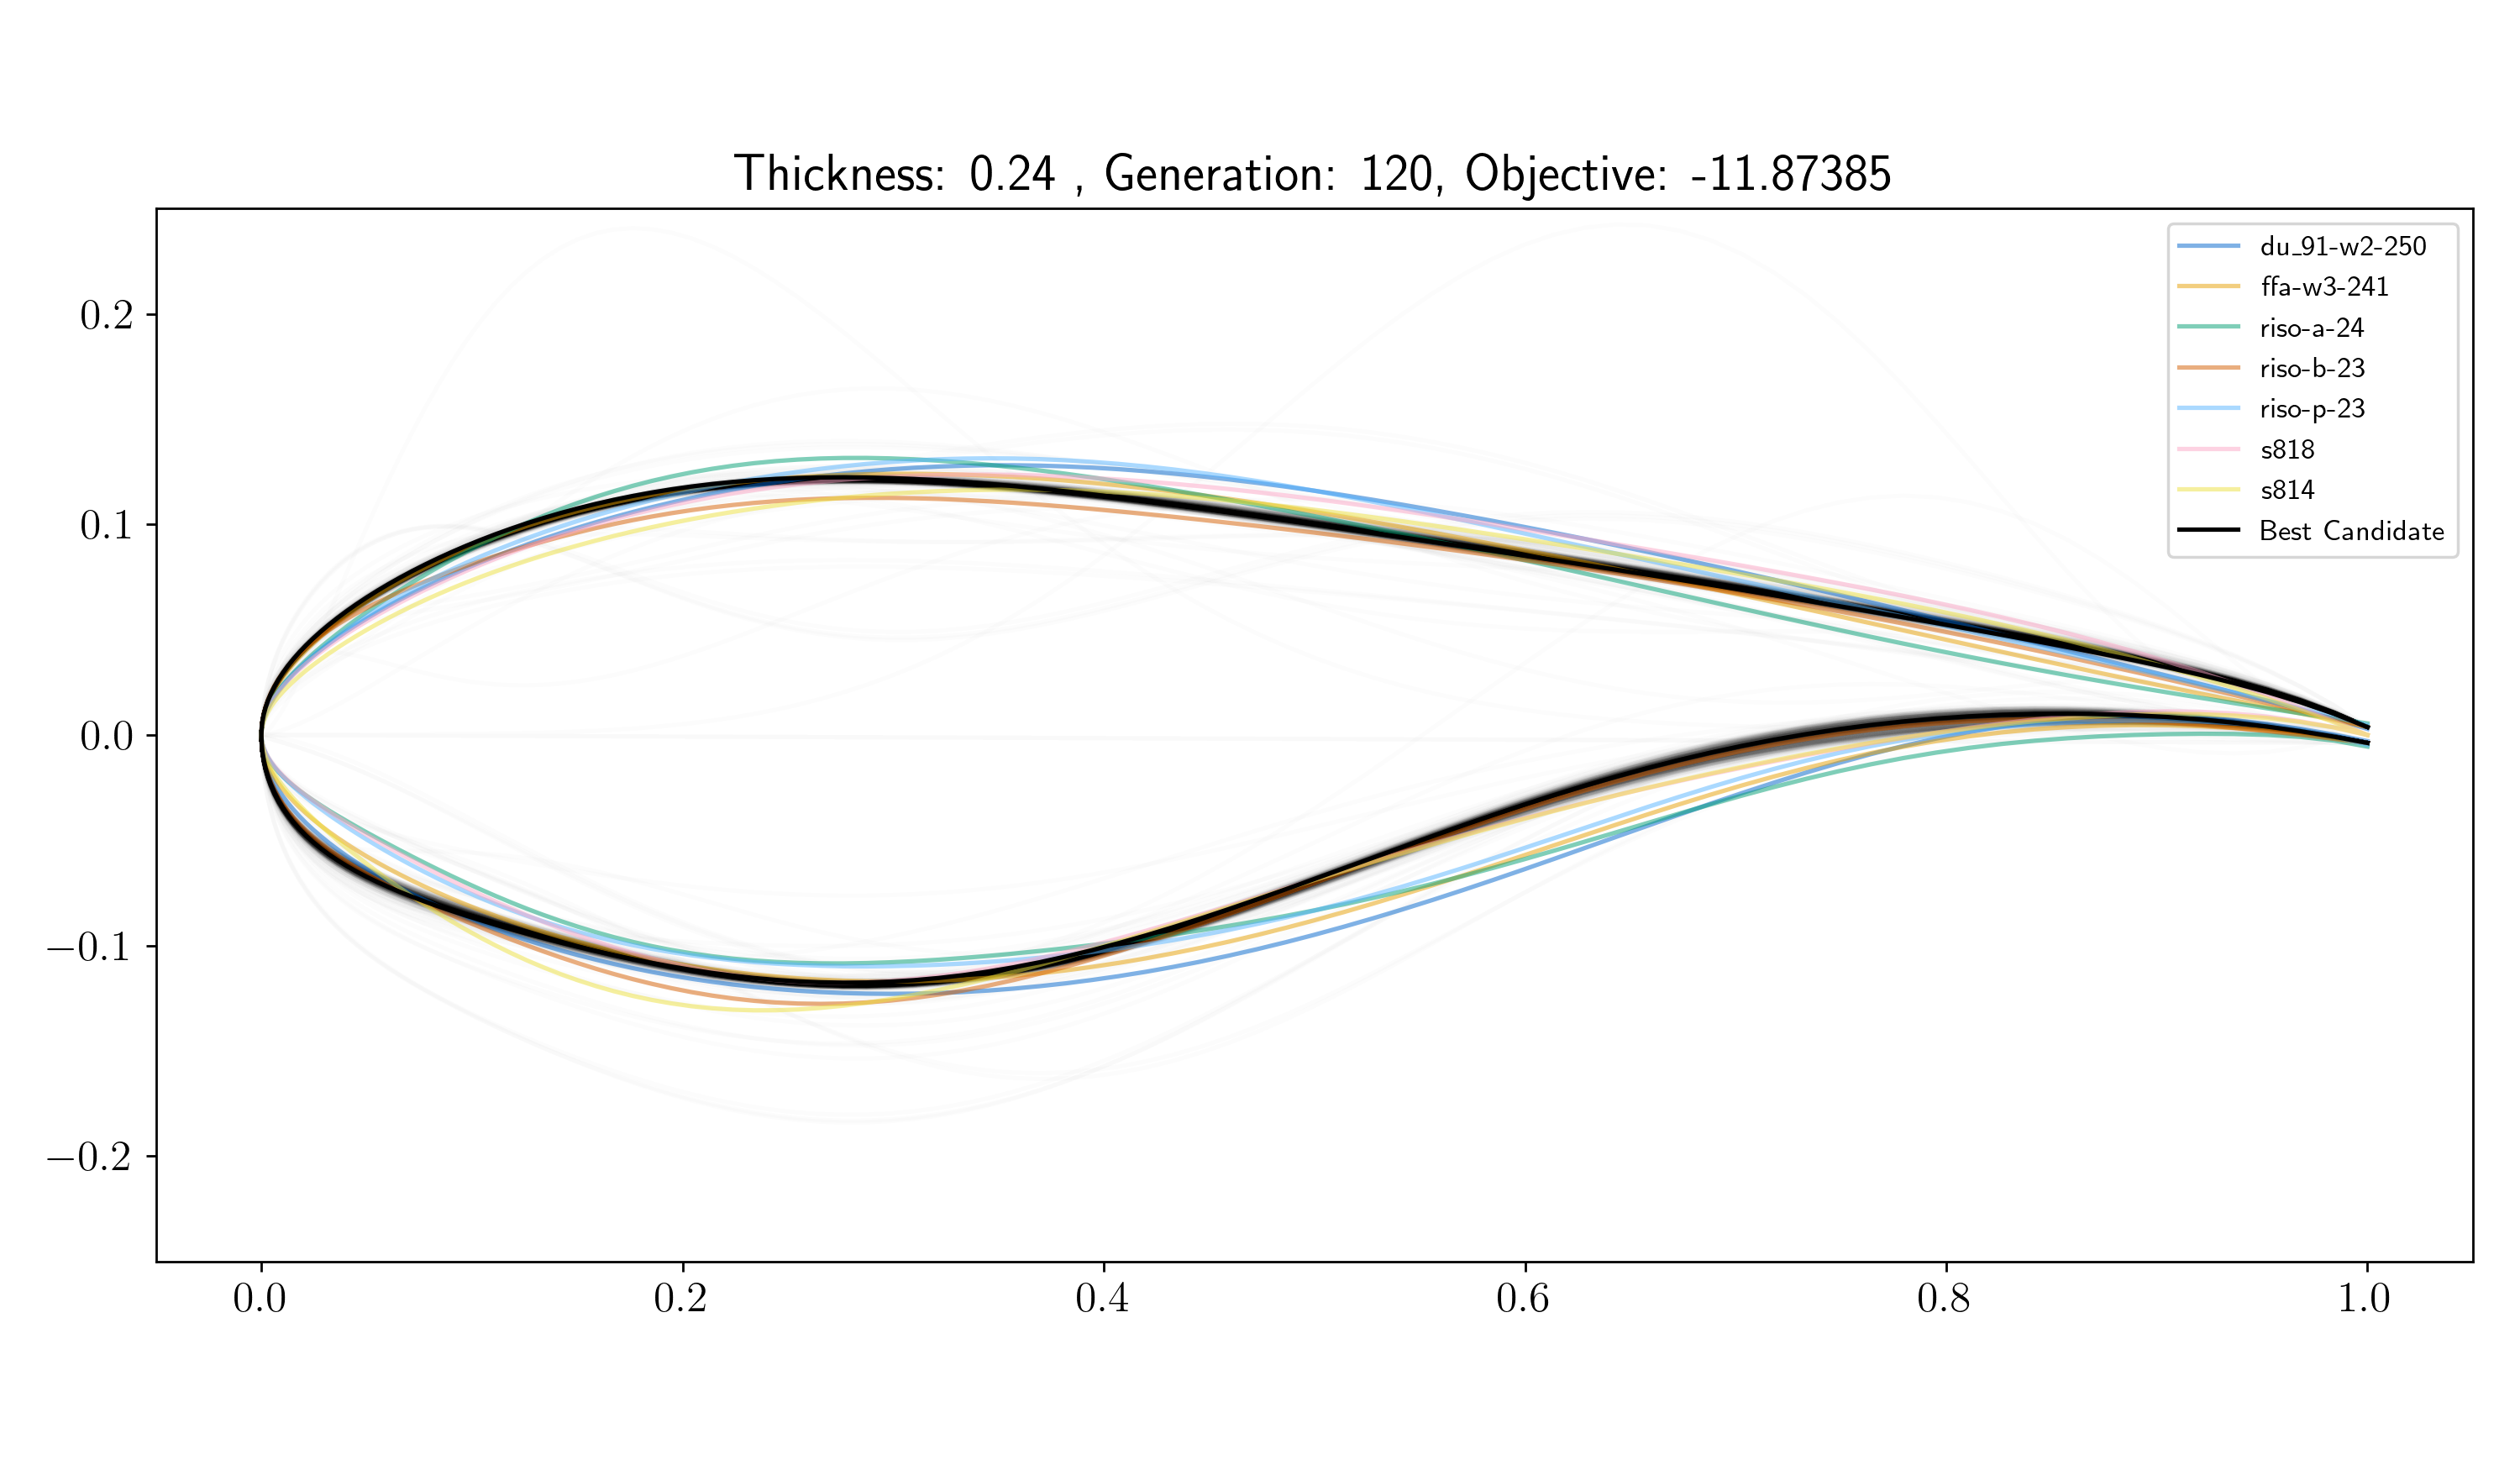 Thickness: 0.24 , Generation: 120, Objective: -11.87385
du_91-w2-250
ffa-w3-241
riso-a-24
riso-b-23
riso-p-23
s818
s814
Best Candidate
0.2
0.1
0.0
−0.1
−0.2
0.0 0.2 0.4 0.6 0.8 1.0